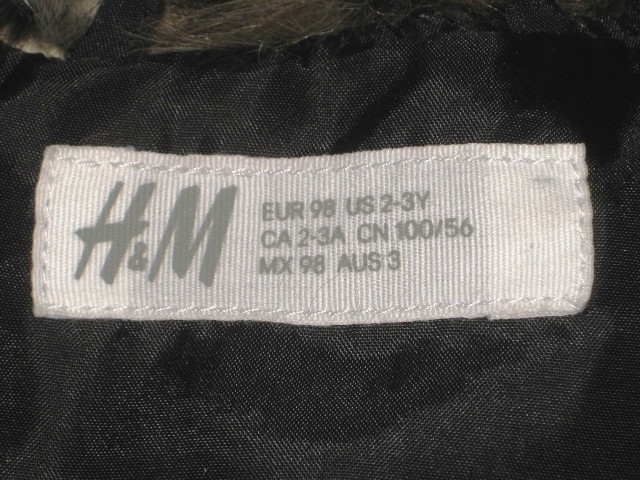 H&M
EUR 98 US 2-3Y
CA 2-3A CN 100/56
MX 98 AUS 3